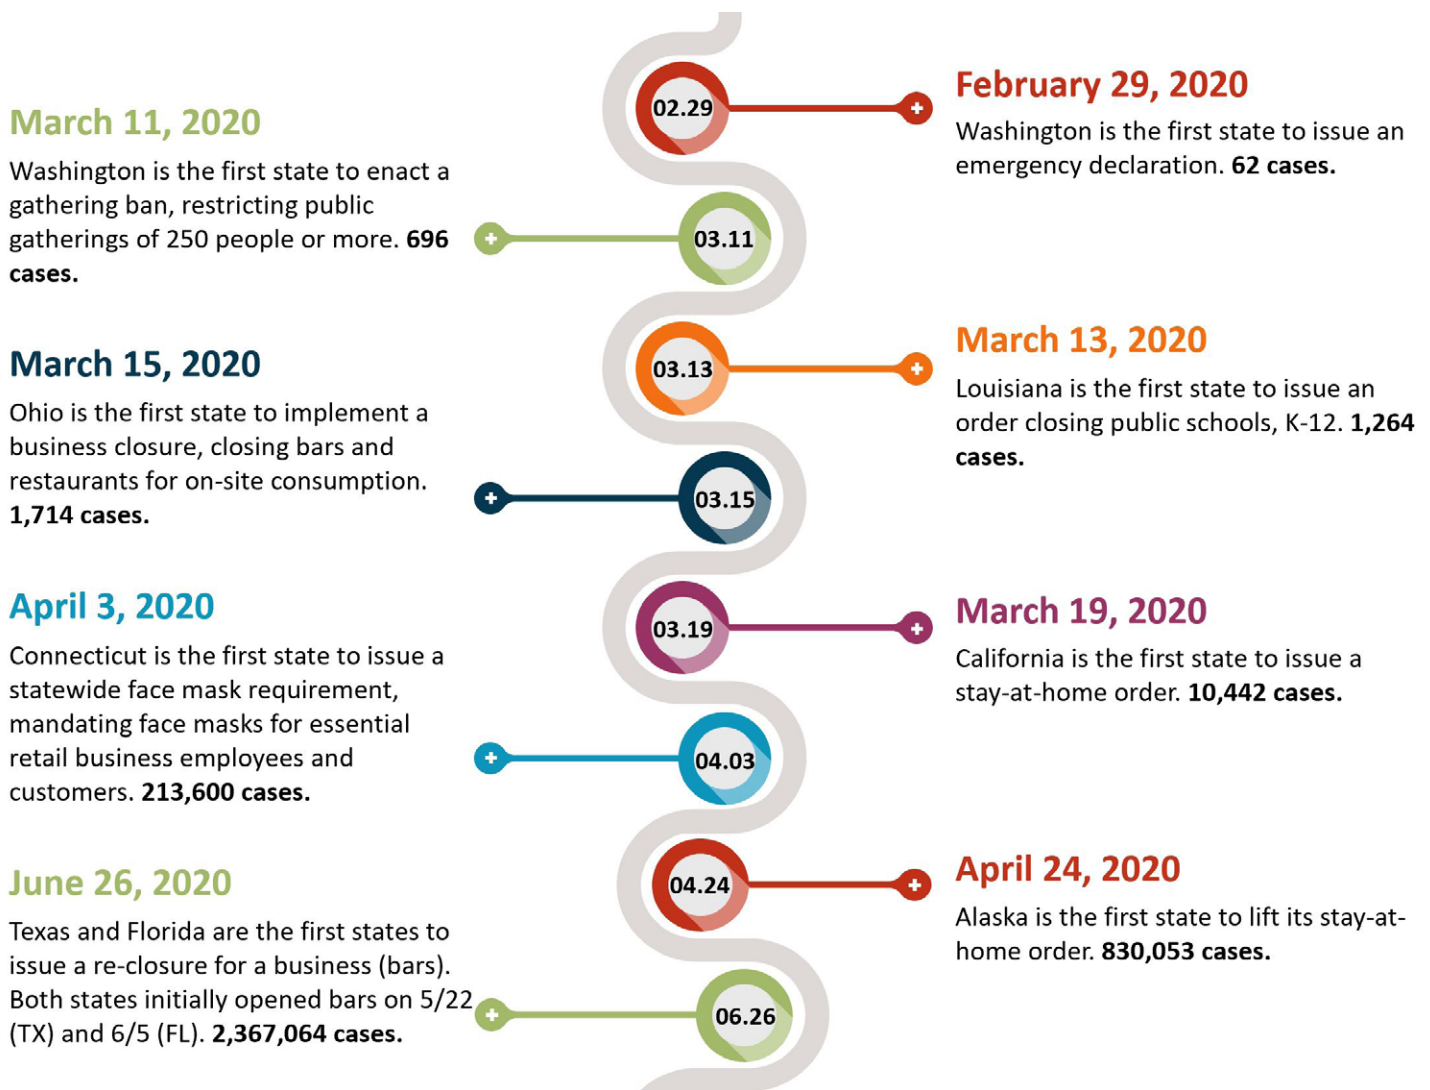 02.29
February 29, 2020
Washington is the first state to issue an
emergency declaration. 62 cases.
March 11, 2020
Washington is the first state to enact a
gathering ban, restricting public
gatherings of 250 people or more. 696
cases.
03.11
03.13
March 13, 2020
Louisiana is the first state to issue an
order closing public schools, K-12. 1,264
cases.
March 15, 2020
Ohio is the first state to implement a
business closure, closing bars and
restaurants for on-site consumption.
1,714 cases.
03.15
03.19
March 19, 2020
California is the first state to issue a
stay-at-home order. 10,442 cases.
April 3, 2020
Connecticut is the first state to issue a
statewide face mask requirement,
mandating face masks for essential
retail business employees and
customers. 213,600 cases.
04.03
04.24
April 24, 2020
Alaska is the first state to lift its stay-at-
home order. 830,053 cases.
June 26, 2020
Texas and Florida are the first states to
issue a re-closure for a business (bars).
Both states initially opened bars on 5/22
(TX) and 6/5 (FL). 2,367,064 cases.
06.26